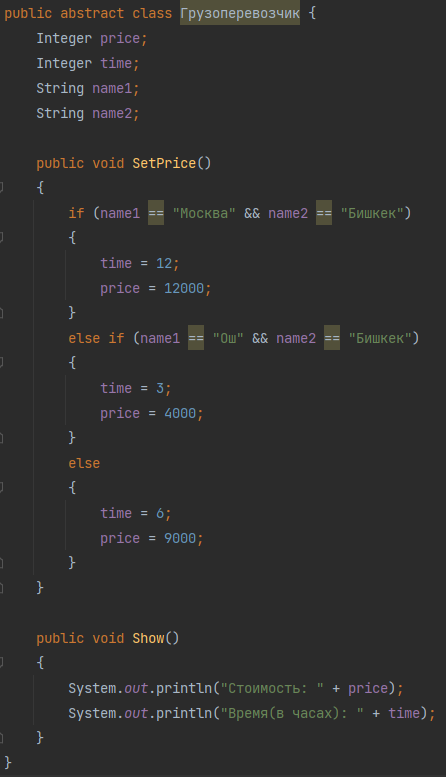 public abstract class Грузоперевозчик {
    Integer price;
    Integer time;
    String name1;
    String name2;

    public void SetPrice()
    {
        if (name1 == "Москва" && name2 == "Бишкек")
        {
            time = 12;
            price = 12000;
        }
        else if (name1 == "Ош" && name2 == "Бишкек")
        {
            time = 3;
            price = 4000;
        }
        else
        {
            time = 6;
            price = 9000;
        }
    }

    public void Show()
    {
        System.out.println("Стоимость: " + price);
        System.out.println("Время(в часах): " + time);
    }
}